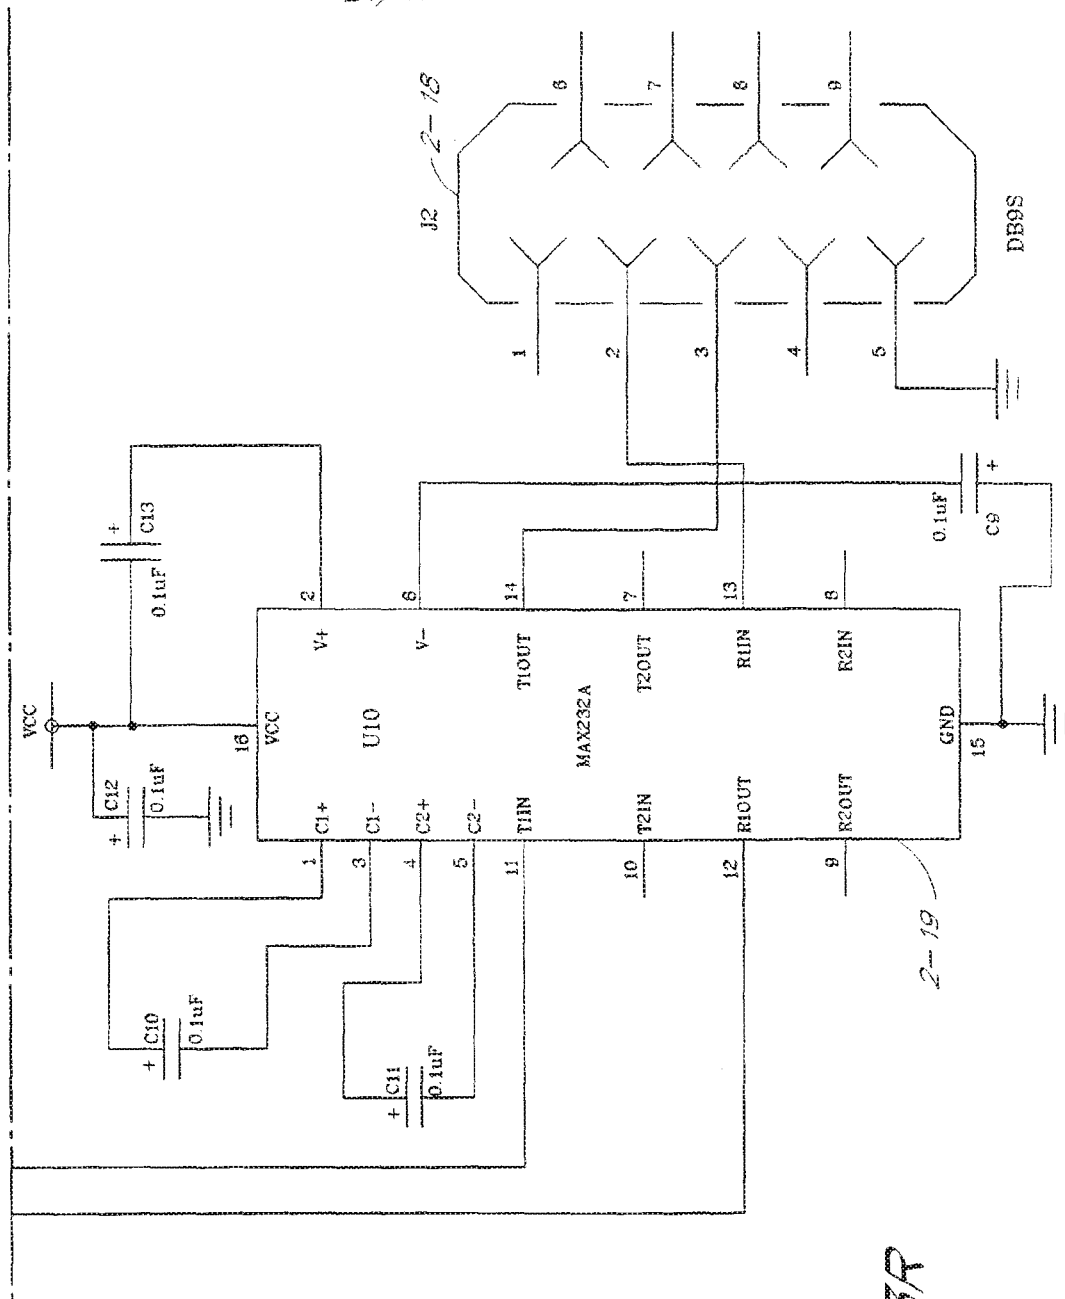 VCC
C12
0.1uF
C13
0.1uF
C10
0.1uF
C11
0.1uF
16
VCC
U10
MAX232A
1
C1+
3
C1-
4
C2+
5
C2-
11
T1IN
10
T2IN
12
R1OUT
9
R2OUT
V+
2
V-
6
T1OUT
14
T2OUT
7
R1IN
13
R2IN
8
GND
15
0.1uF
C9
2-19
J2
2-18
1
2
3
4
5
6
7
8
9
DB9S